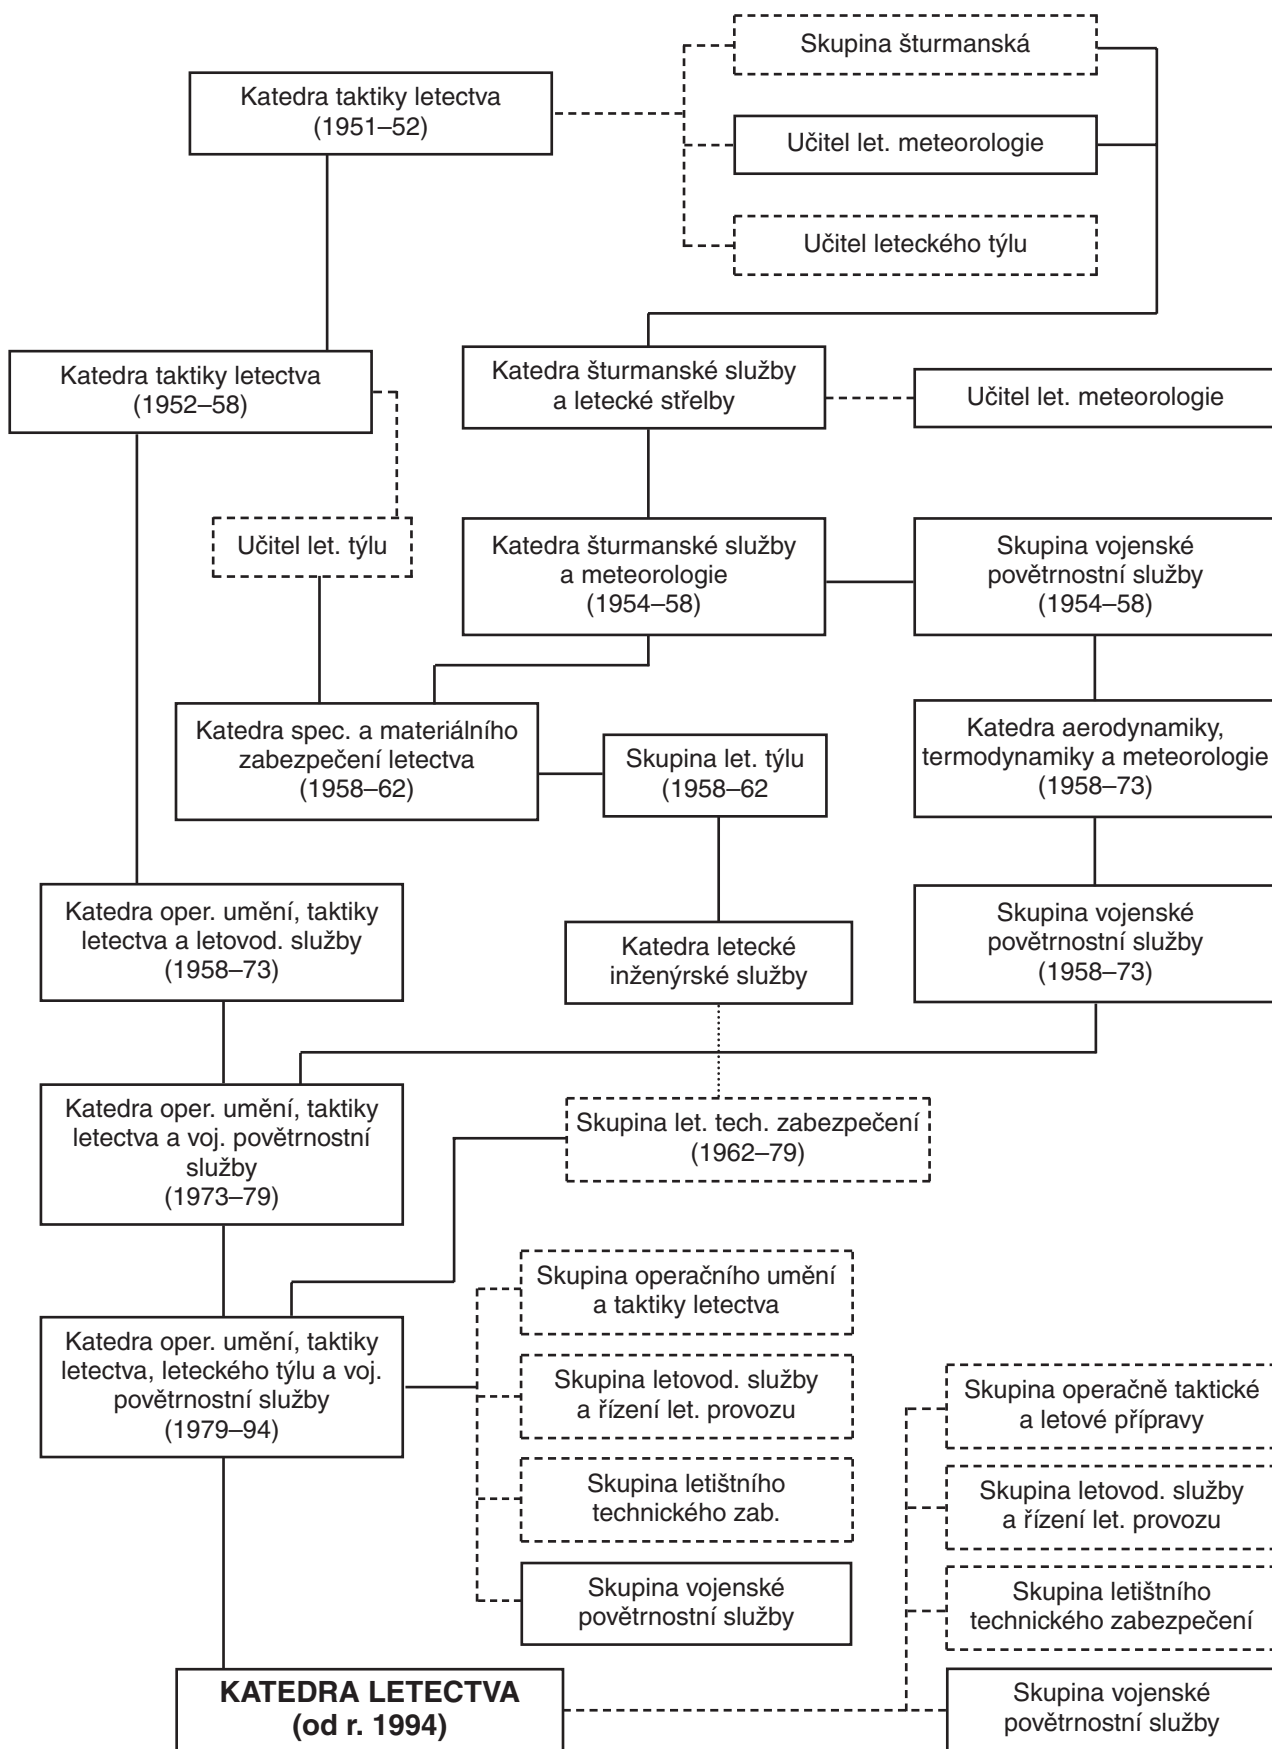 Skupina šturmanská
Katedra taktiky letectva
(1951–52)
Učitel let. meteorologie
Učitel leteckého týlu
Katedra taktiky letectva
(1952–58)
Katedra šturmanské služby
a letecké střelby
Učitel let. meteorologie
Učitel let. týlu
Katedra šturmanské služby
a meteorologie
(1954–58)
Skupina vojenské
povětrnostní služby
(1954–58)
Katedra spec. a materiálního
zabezpečení letectva
(1958–62)
Skupina let. týlu
(1958–62
Katedra aerodynamiky,
termodynamiky a meteorologie
(1958–73)
Katedra oper. umění, taktiky
letectva a letovod. služby
(1958–73)
Katedra letecké
inženýrské služby
Skupina vojenské
povětrnostní služby
(1958–73)
Katedra oper. umění, taktiky
letectva a voj. povětrnostní
služby
(1973–79)
Skupina let. tech. zabezpečení
(1962–79)
Skupina operačního umění
a taktiky letectva
Katedra oper. umění, taktiky
letectva, leteckého týlu a voj.
povětrnostní služby
(1979–94)
Skupina letovod. služby
a řízení let. provozu
Skupina letištního
technického zab.
Skupina vojenské
povětrnostní služby
Skupina operačně taktické
a letové přípravy
Skupina letovod. služby
a řízení let. provozu
Skupina letištního
technického zabezpečení
KATEDRA LETECTVA
(od r. 1994)
Skupina vojenské
povětrnostní služby